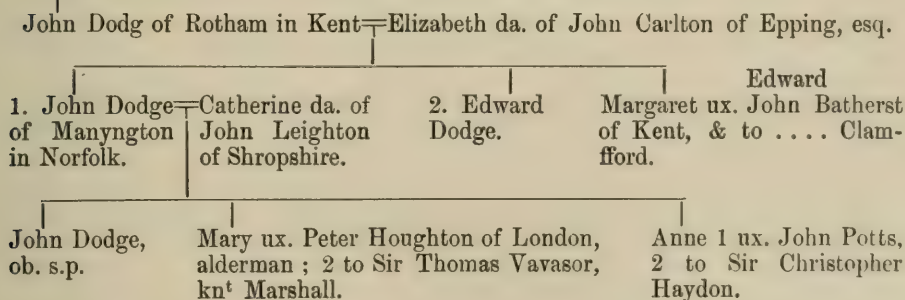 John Dodg of Rotham in Kent=Elizabeth da. of John Carlton of Epping, esq.
1. John Dodge=Catherine da. of
of Manyngton John Leighton
in Norfolk. of Shropshire.
2. Edward
Dodge.
Edward
Margaret ux. John Batherst
of Kent, & to .... Clam-
fford.
John Dodge,
ob. s.p.
Mary ux. Peter Houghton of London,
alderman ; 2 to Sir Thomas Vavasor,
knᵗ Marshall.
Anne 1 ux. John Potts,
2 to Sir Christopher
Haydon.